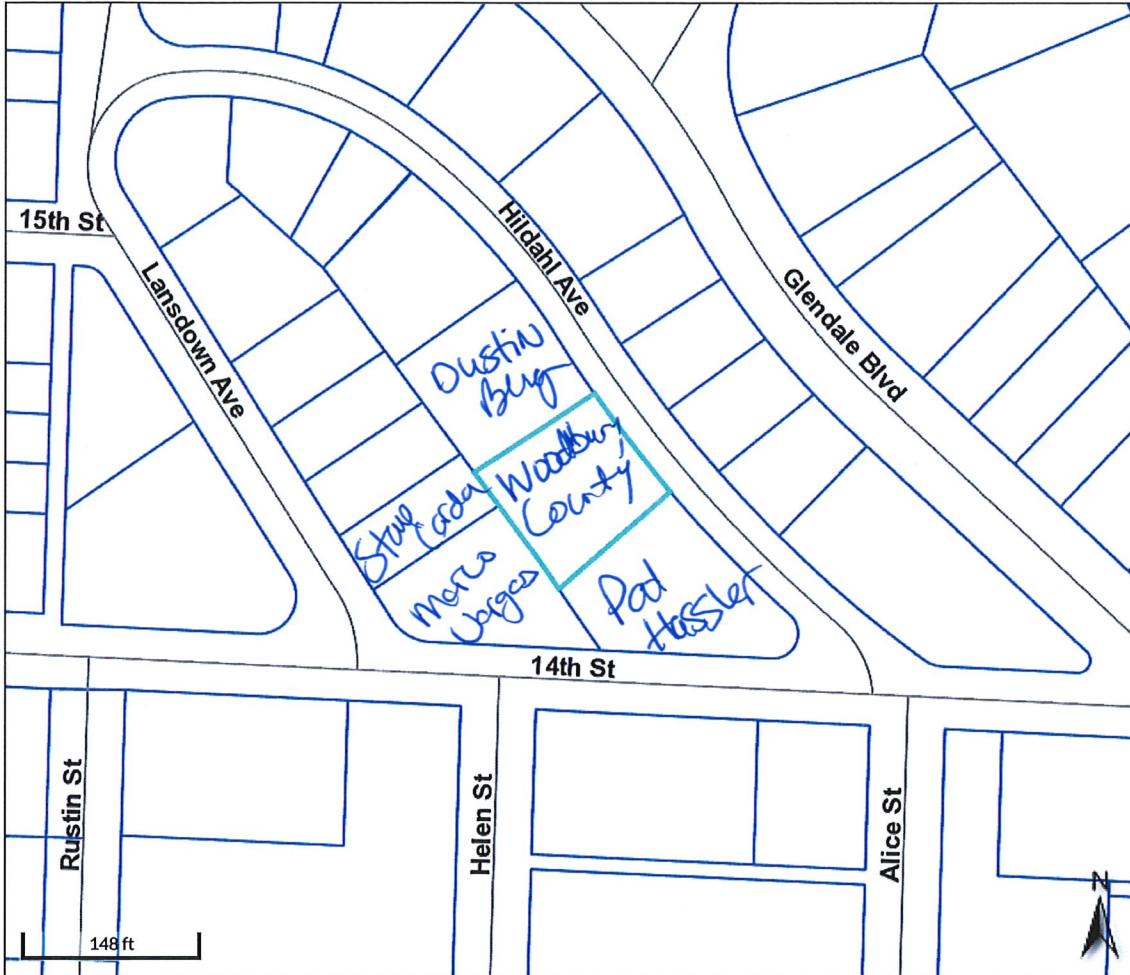 15th St
Lansdown Ave
Hildahl Ave
Glendale Blvd
Dustin
Berg
Woodbury
County
Steve
Marco
Vargas
Hassler
14th St
Rustin St
Helen St
Alice St
148 ft
N